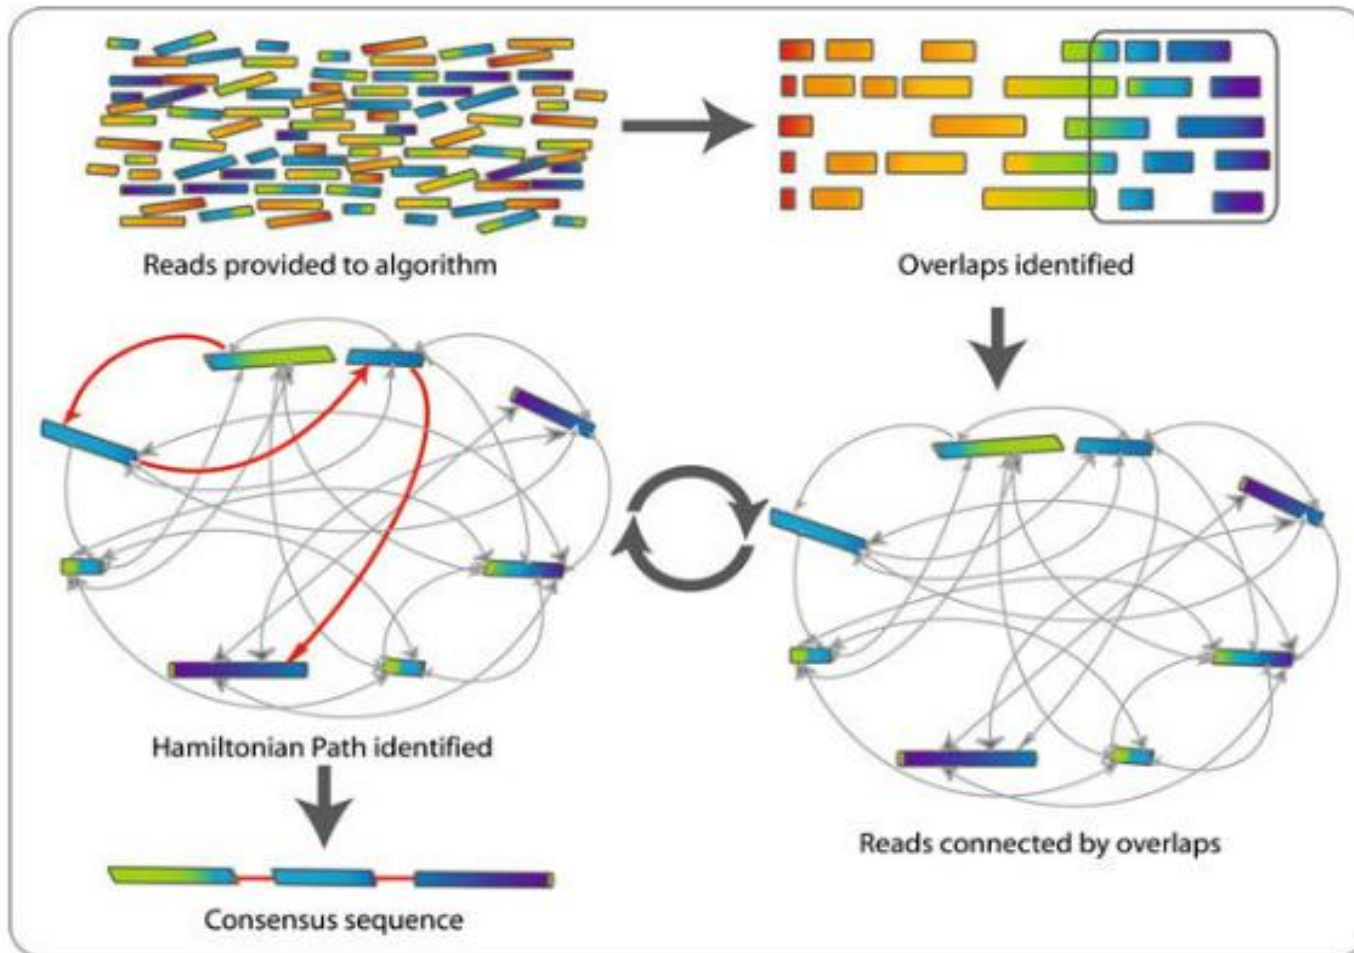 Reads provided to algorithm
Overlaps identified
Hamiltonian Path identified
Reads connected by overlaps
Consensus sequence